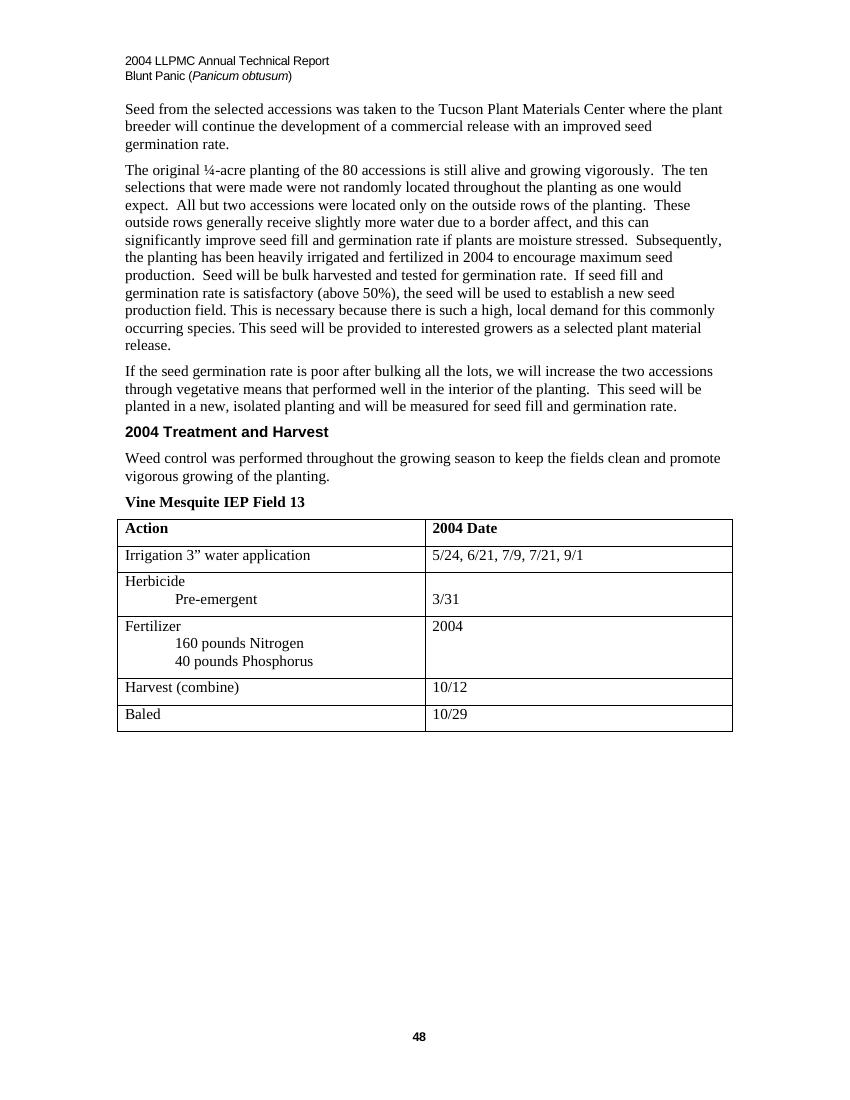 2004 LLPMC Annual Technical Report
Blunt Panic (Panicum obtusum)
Seed from the selected accessions was taken to the Tucson Plant Materials Center where the plant
breeder will continue the development of a commercial release with an improved seed
germination rate.
The original ¼-acre planting of the 80 accessions is still alive and growing vigorously.  The ten
selections that were made were not randomly located throughout the planting as one would
expect.  All but two accessions were located only on the outside rows of the planting.  These
outside rows generally receive slightly more water due to a border affect, and this can
significantly improve seed fill and germination rate if plants are moisture stressed.  Subsequently,
the planting has been heavily irrigated and fertilized in 2004 to encourage maximum seed
production.  Seed will be bulk harvested and tested for germination rate.  If seed fill and
germination rate is satisfactory (above 50%), the seed will be used to establish a new seed
production field. This is necessary because there is such a high, local demand for this commonly
occurring species. This seed will be provided to interested growers as a selected plant material
release.
If the seed germination rate is poor after bulking all the lots, we will increase the two accessions
through vegetative means that performed well in the interior of the planting.  This seed will be
planted in a new, isolated planting and will be measured for seed fill and germination rate.
2004 Treatment and Harvest
Weed control was performed throughout the growing season to keep the fields clean and promote
vigorous growing of the planting.
Vine Mesquite IEP Field 13
Action 2004 Date
Irrigation 3” water application 5/24, 6/21, 7/9, 7/21, 9/1
Herbicide
Pre-emergent 3/31
Fertilizer 2004
160 pounds Nitrogen
40 pounds Phosphorus
Harvest (combine) 10/12
Baled 10/29
48